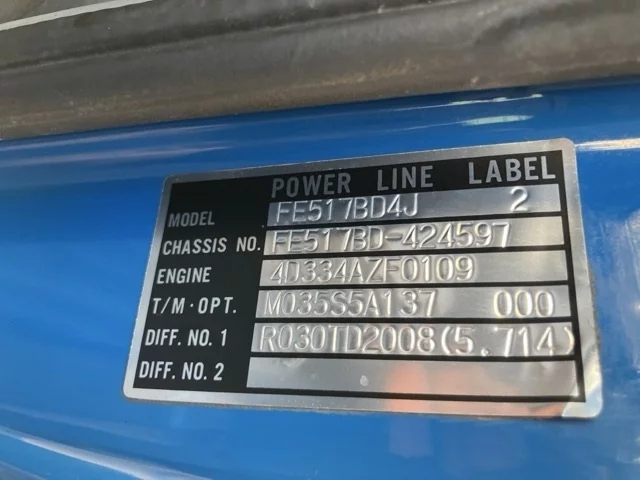 POWER LINE LABEL
MODEL FE517BD4J 2
CHASSIS NO. FE517BD-424597
ENGINE 4D334AZF0109
T/M·OPT. M035S5A137 000
DIFF. NO. 1 R030TD2008(5.714)
DIFF. NO. 2